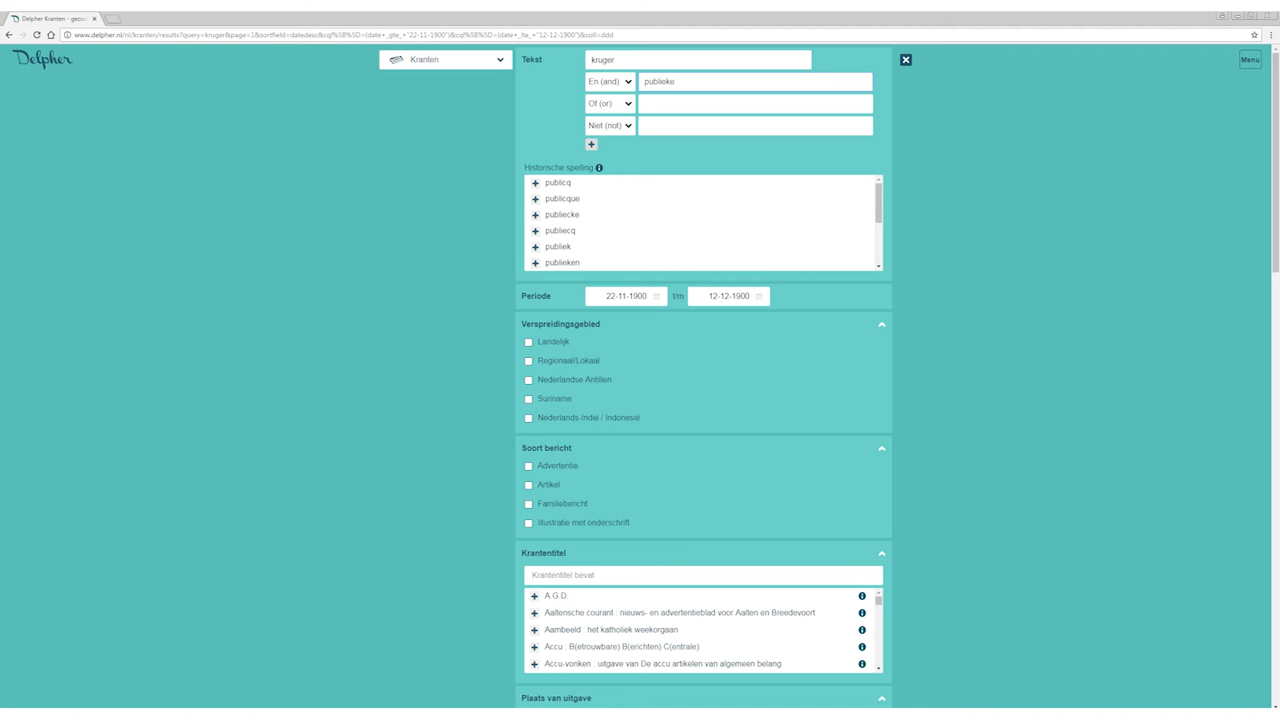 Delpher Kranten - gezoc
www.delpher.nl/nl/kranten/results?query=kruger&page=1&sortfield=datedesc&cql%5B%5D=(date+_gte_+"22-11-1900")&cql%5B%5D=(date+_lte_+"12-12-1900")&coll=ddd
Delpher
Kranten
Tekst
kruger
Menu
En (and)
publieke
Of (or)
Niet (not)
Historische spelling
publicq
publicque
publiecke
publiecq
publiek
publieken
Periode
22-11-1900
t/m
12-12-1900
Verspreidingsgebied
Landelijk
Regionaal/Lokaal
Nederlandse Antillen
Suriname
Nederlands-Indië / Indonesië
Soort bericht
Advertentie
Artikel
Familiebericht
Illustratie met onderschrift
Krantentitel
Krantentitel bevat
A.G.D.
Aaltensche courant : nieuws- en advertentieblad voor Aalten en Breedevoort
Aambeeld : het katholiek weekorgaan
Accu : B(etrouwbare) B(erichten) C(entrale)
Accu-vonken : uitgave van De accu artikelen van algemeen belang
Plaats van uitgave